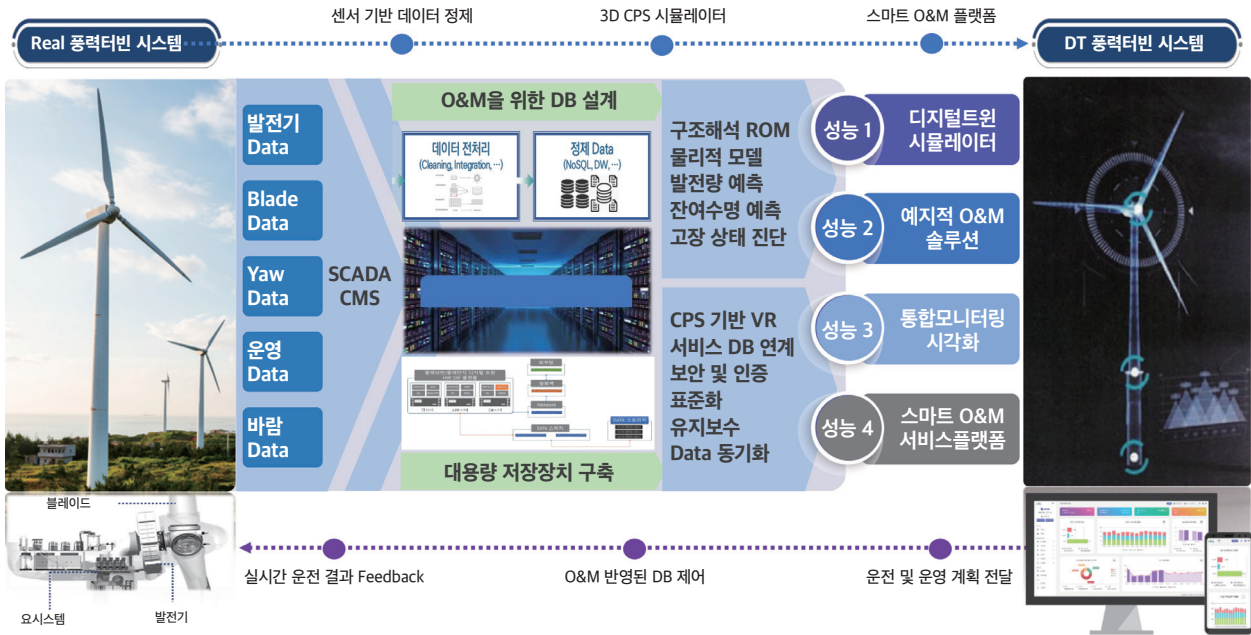 센서 기반 데이터 정제
3D CPS 시뮬레이터
스마트 O&M 플랫폼
Real 풍력터빈 시스템
DT 풍력터빈 시스템
발전기
Data
Blade
Data
Yaw
Data
운영
Data
바람
Data
SCADA
CMS
O&M을 위한 DB 설계
데이터 전처리
(Cleaning, Integration, ···)
정제 Data
(NoSQL, DW, ···)
Network
SAN 스위치
DATA 스토리지
대용량 저장장치 구축
구조해석 ROM
물리적 모델
발전량 예측
잔여수명 예측
고장 상태 진단
CPS 기반 VR
서비스 DB 연계
보안 및 인증
표준화
유지보수
Data 동기화
성능 1
디지털트윈
시뮬레이터
성능 2
예지적 O&M
솔루션
성능 3
통합모니터링
시각화
성능 4
스마트 O&M
서비스플랫폼
블레이드
요시스템
발전기
실시간 운전 결과 Feedback
O&M 반영된 DB 제어
운전 및 운영 계획 전달